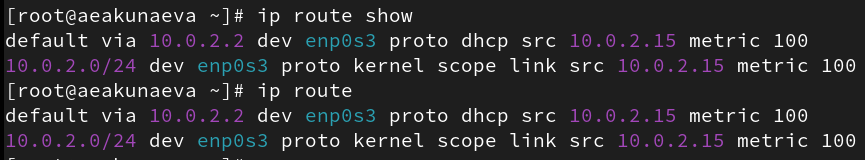 [root@aeakunaeva ~]# ip route show
default via 10.0.2.2 dev enp0s3 proto dhcp src 10.0.2.15 metric 100
10.0.2.0/24 dev enp0s3 proto kernel scope link src 10.0.2.15 metric 100
[root@aeakunaeva ~]# ip route
default via 10.0.2.2 dev enp0s3 proto dhcp src 10.0.2.15 metric 100
10.0.2.0/24 dev enp0s3 proto kernel scope link src 10.0.2.15 metric 100